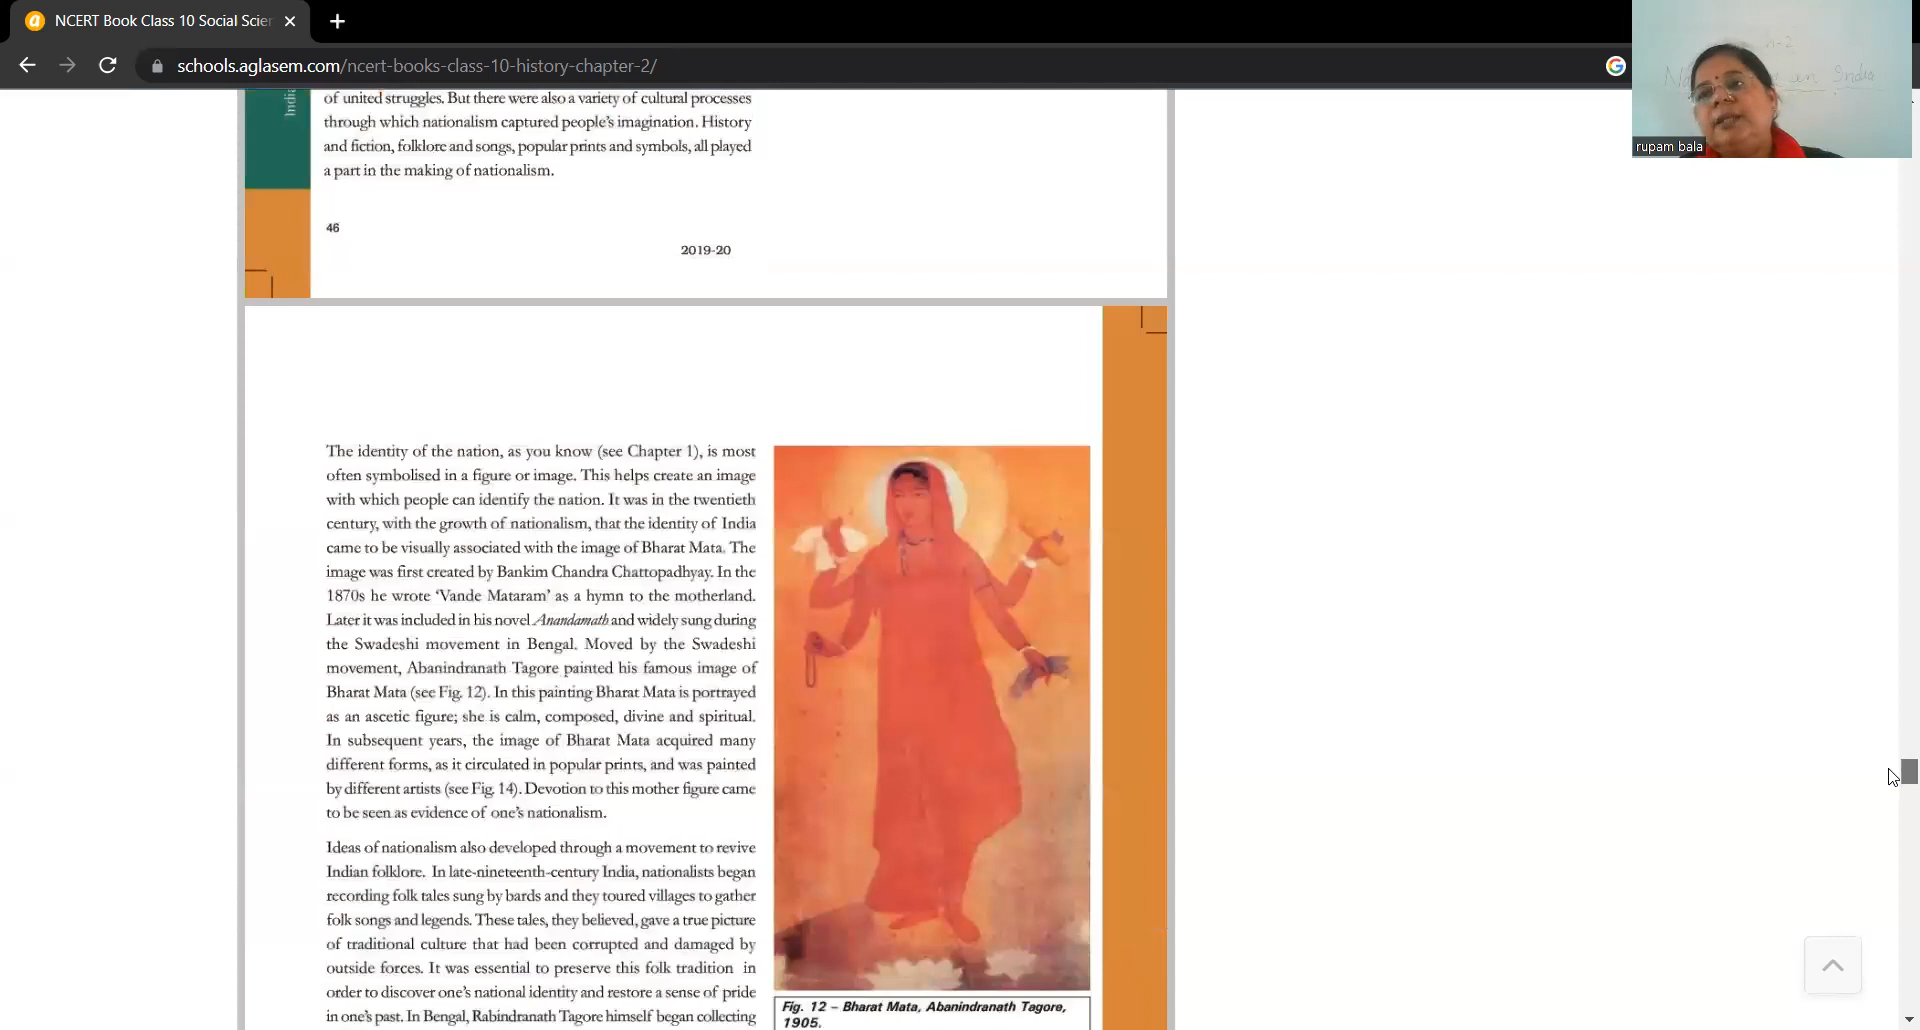 NCERT Book Class 10 Social Scien
schools.aglasem.com/ncert-books-class-10-history-chapter-2/
in India
rupam bala
India
of united struggles. But there were also a variety of cultural processes
through which nationalism captured people's imagination. History
and fiction, folklore and songs, popular prints and symbols, all played
a part in the making of nationalism.
46
2019-20
The identity of the nation, as you know (see Chapter 1), is most
often symbolised in a figure or image. This helps create an image
with which people can identify the nation. It was in the twentieth
century, with the growth of nationalism, that the identity of India
came to be visually associated with the image of Bharat Mata. The
image was first created by Bankim Chandra Chattopadhyay. In the
1870s he wrote 'Vande Mataram' as a hymn to the motherland.
Later it was included in his novel Anandamath and widely sung during
the Swadeshi movement in Bengal. Moved by the Swadeshi
movement, Abanindranath Tagore painted his famous image of
Bharat Mata (see Fig. 12). In this painting Bharat Mata is portrayed
as an ascetic figure; she is calm, composed, divine and spiritual.
In subsequent years, the image of Bharat Mata acquired many
different forms, as it circulated in popular prints, and was painted
by different artists (see Fig. 14). Devotion to this mother figure came
to be seen as evidence of one's nationalism.
Ideas of nationalism also developed through a movement to revive
Indian folklore. In late-nineteenth-century India, nationalists began
recording folk tales sung by bards and they toured villages to gather
folk songs and legends. These tales, they believed, gave a true picture
of traditional culture that had been corrupted and damaged by
outside forces. It was essential to preserve this folk tradition in
order to discover one's national identity and restore a sense of pride
in one's past. In Bengal, Rabindranath Tagore himself began collecting
Fig. 12 – Bharat Mata, Abanindranath Tagore,
1905.